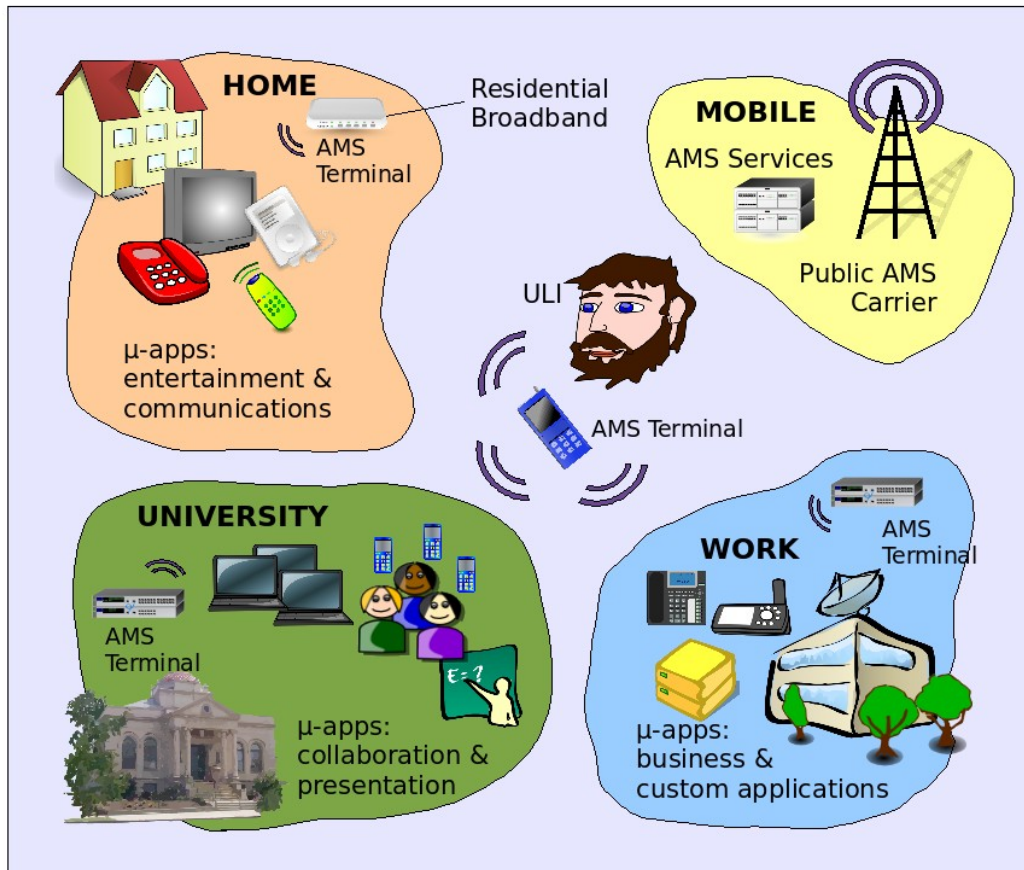 HOME
Residential
Broadband
AMS
Terminal
μ-apps:
entertainment &
communications
MOBILE
AMS Services
Public AMS
Carrier
ULI
AMS Terminal
UNIVERSITY
AMS
Terminal
E= ?
μ-apps:
collaboration &
presentation
WORK
AMS
Terminal
μ-apps:
business &
custom applications